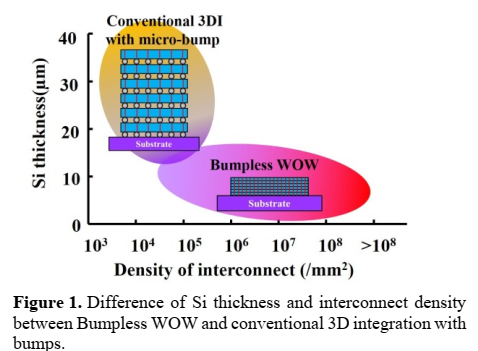 Conventional 3DI
with micro-bump
40
30
20
10
0
Si thickness(μm)
Substrate
Bumpless WOW
Substrate
10³ 10⁴ 10⁵ 10⁶ 10⁷ 10⁸ >10⁸
Density of interconnect (/mm²)
Figure 1. Difference of Si thickness and interconnect density
between Bumpless WOW and conventional 3D integration with
bumps.